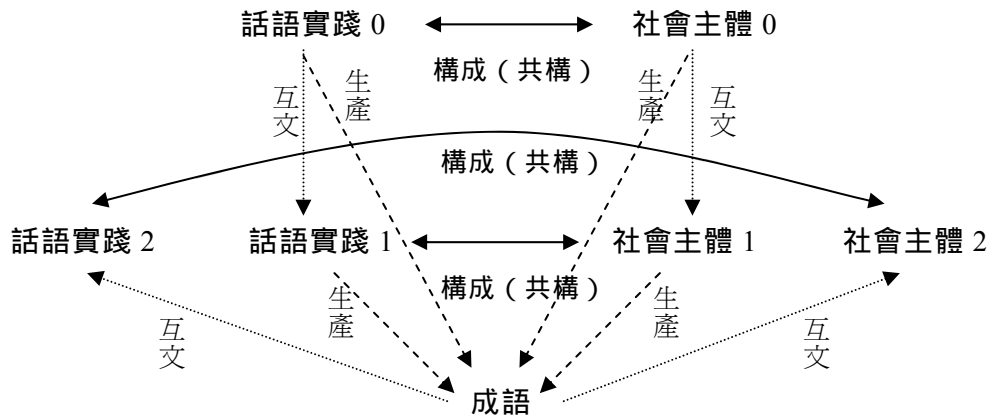 話語實踐 0
社會主體 0
構成（共構）
互文
生產
生產
互文
構成（共構）
話語實踐 2
話語實踐 1
社會主體 1
社會主體 2
構成（共構）
互文
生產
生產
互文
成語